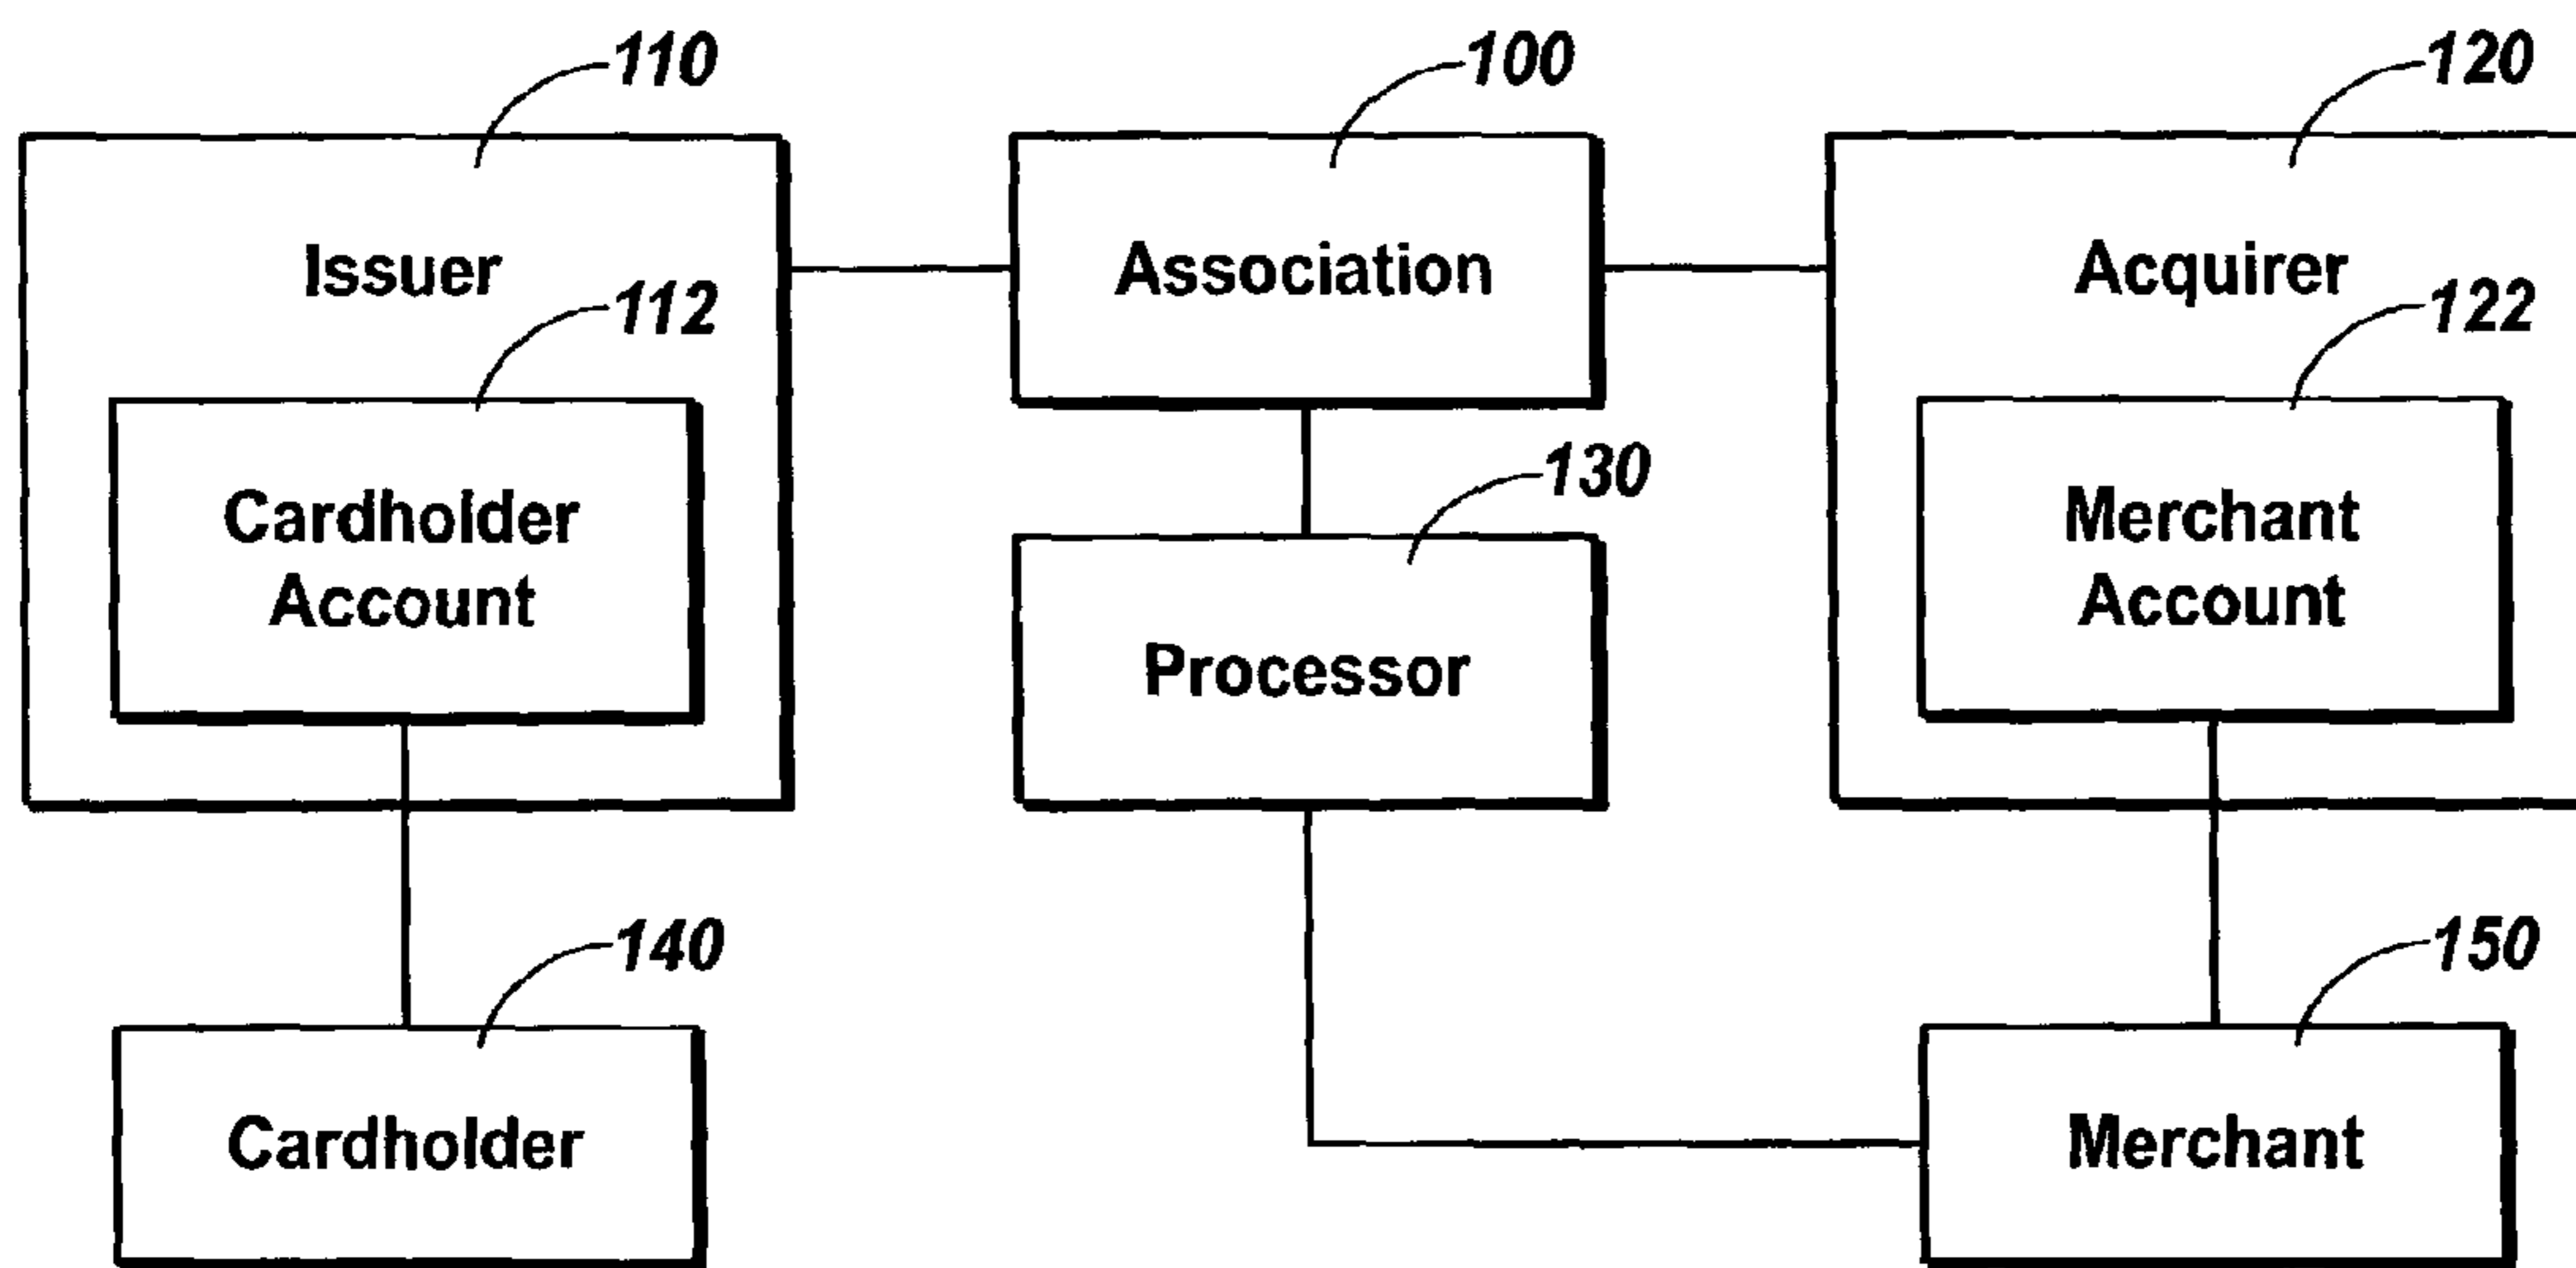 110
100
120
Issuer
Association
Acquirer
112
122
Cardholder
Account
130
Merchant
Account
Processor
140
150
Cardholder
Merchant